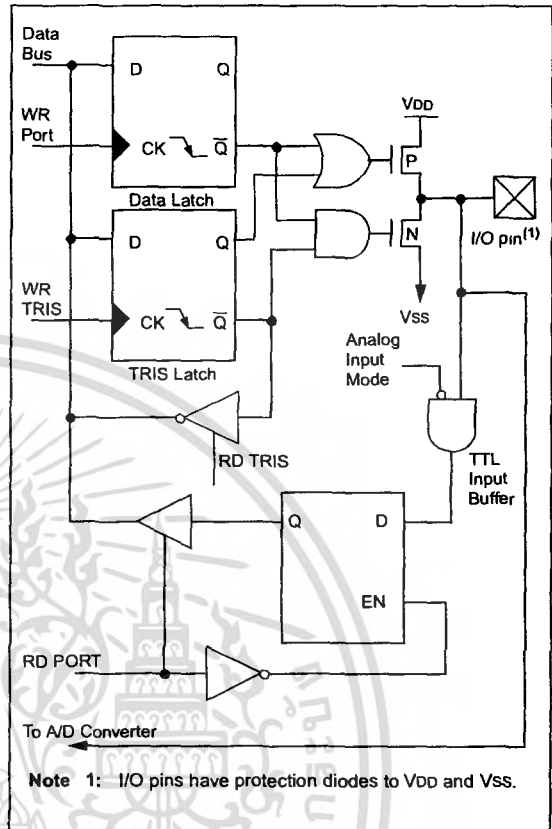 Data
Bus
D
Q
VDD
WR
Port
CK
Q̅
P
Data Latch
D
Q
N
I/O pin(1)
WR
TRIS
CK
Q̅
VSS
TRIS Latch
Analog
Input
Mode
TTL
Input
Buffer
RD TRIS
Q
D
EN
RD PORT
To A/D Converter
Note 1: I/O pins have protection diodes to VDD and VSS.